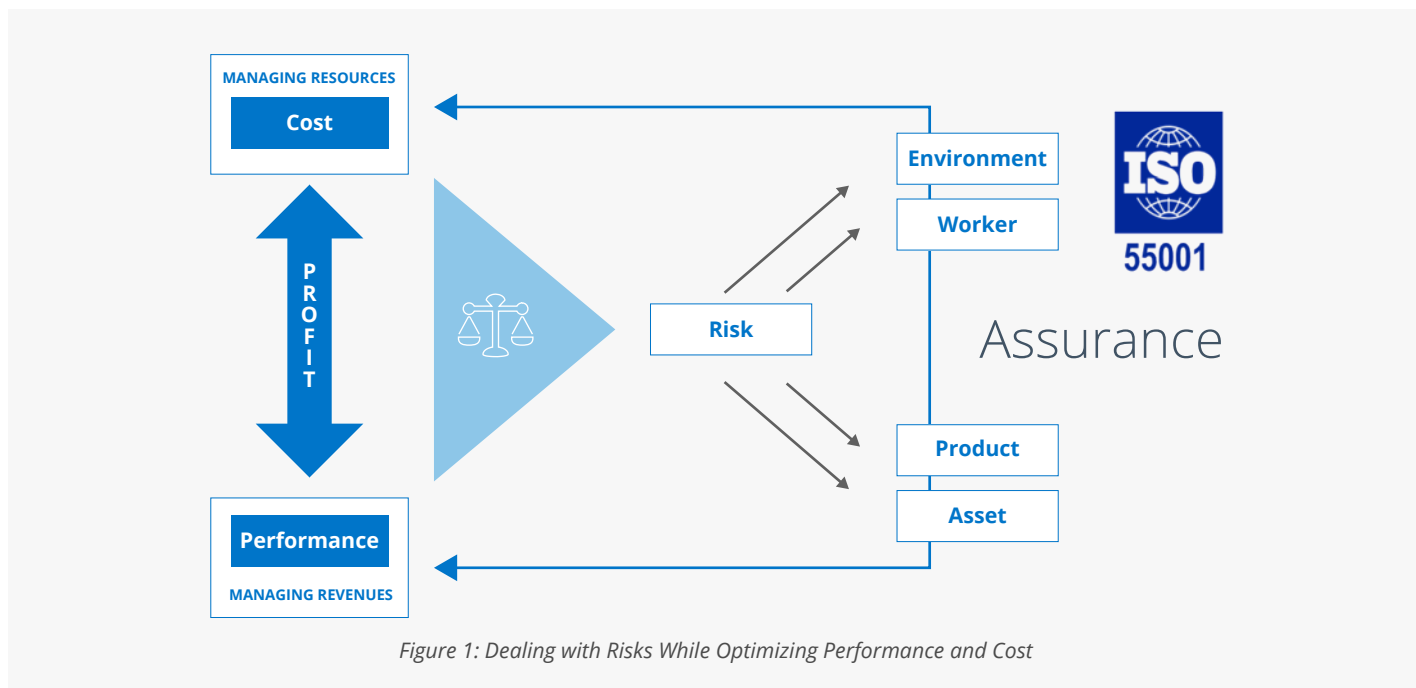 MANAGING RESOURCES
Cost
PROFIT
Performance
MANAGING REVENUES
Risk
Environment
Worker
Product
Asset
ISO
55001
Assurance
Figure 1: Dealing with Risks While Optimizing Performance and Cost